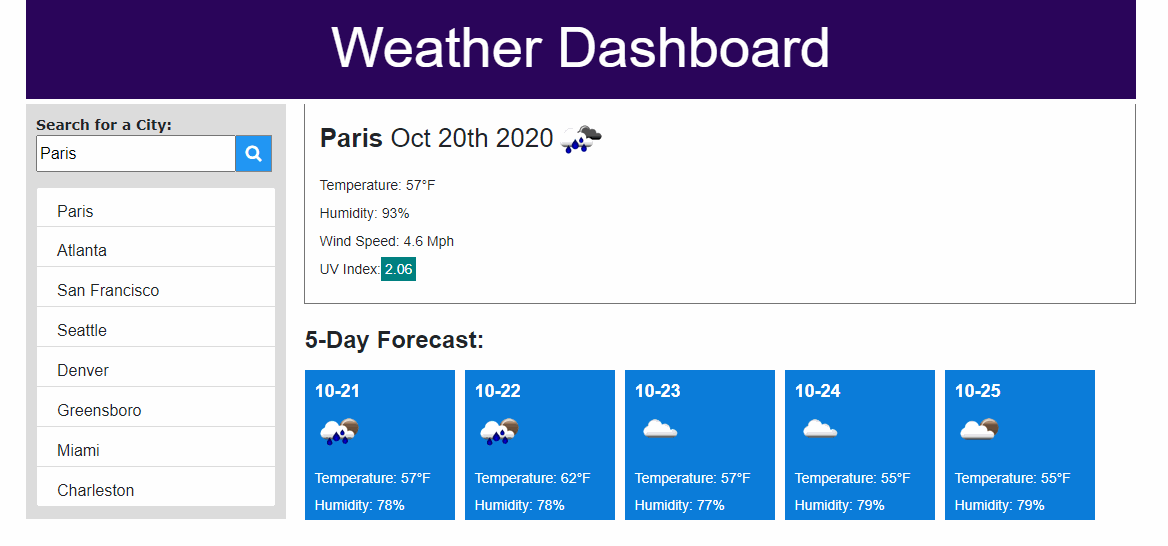 Weather Dashboard
Search for a City:
Paris
Paris
Atlanta
San Francisco
Seattle
Denver
Greensboro
Miami
Charleston
Paris Oct 20th 2020
Temperature: 57°F
Humidity: 93%
Wind Speed: 4.6 Mph
UV Index: 2.06
5-Day Forecast:
10-21
Temperature: 57°F
Humidity: 78%
10-22
Temperature: 62°F
Humidity: 78%
10-23
Temperature: 57°F
Humidity: 77%
10-24
Temperature: 55°F
Humidity: 79%
10-25
Temperature: 55°F
Humidity: 79%